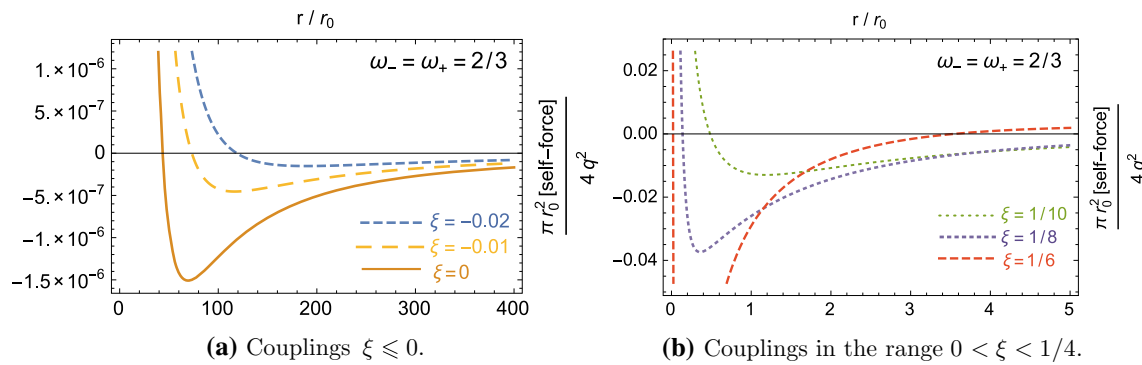 r / r₀
1. × 10⁻⁶
5. × 10⁻⁷
0
−5. × 10⁻⁷
−1. × 10⁻⁶
−1.5 × 10⁻⁶
ω₋ = ω₊ = 2/3
ξ = −0.02
ξ = −0.01
ξ = 0
0 100 200 300 400
π r₀² [self−force]
4 q²
(a) Couplings ξ ⩽ 0.
r / r₀
0.02
0.00
−0.02
−0.04
ω₋ = ω₊ = 2/3
ξ = 1/10
ξ = 1/8
ξ = 1/6
0 1 2 3 4 5
π r₀² [self−force]
4 q²
(b) Couplings in the range 0 < ξ < 1/4.